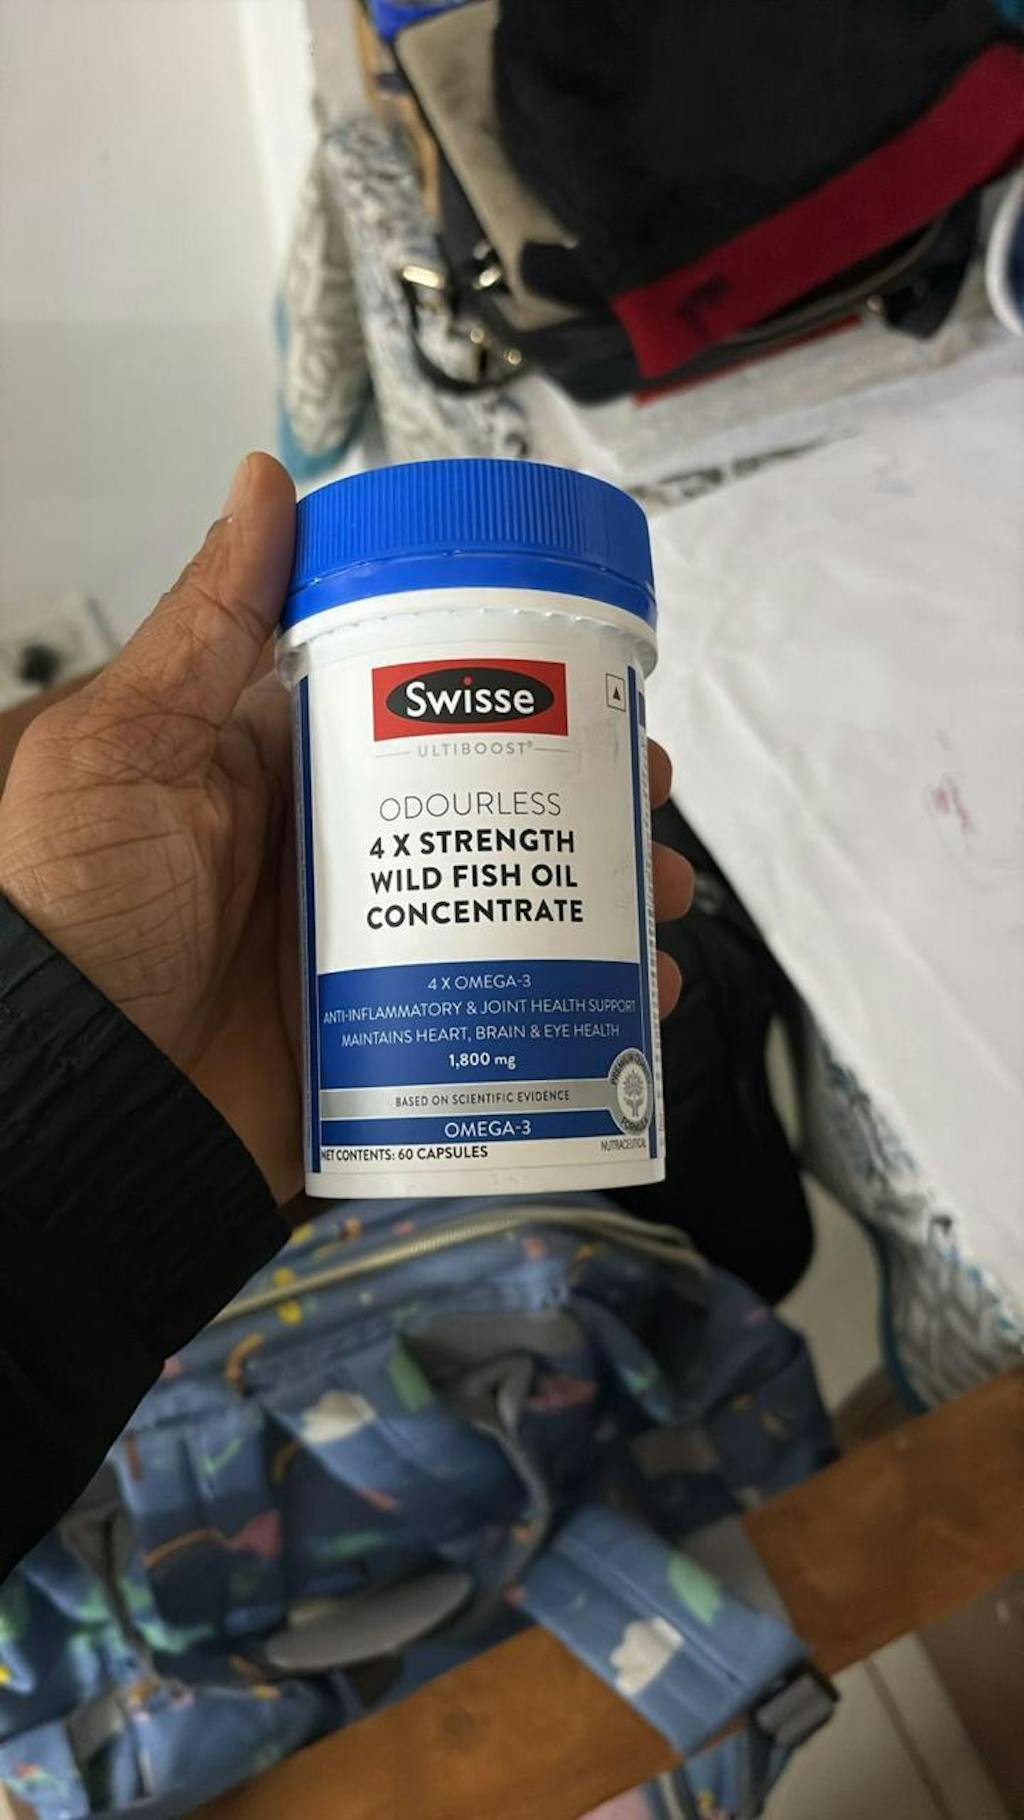 Swisse
ULTIBOOST®
ODOURLESS
4 X STRENGTH
WILD FISH OIL
CONCENTRATE
4 X OMEGA-3
ANTI-INFLAMMATORY & JOINT HEALTH SUPPORT
MAINTAINS HEART, BRAIN & EYE HEALTH
1,800 mg
BASED ON SCIENTIFIC EVIDENCE
OMEGA-3
NET CONTENTS: 60 CAPSULES
NUTRACEUTICAL